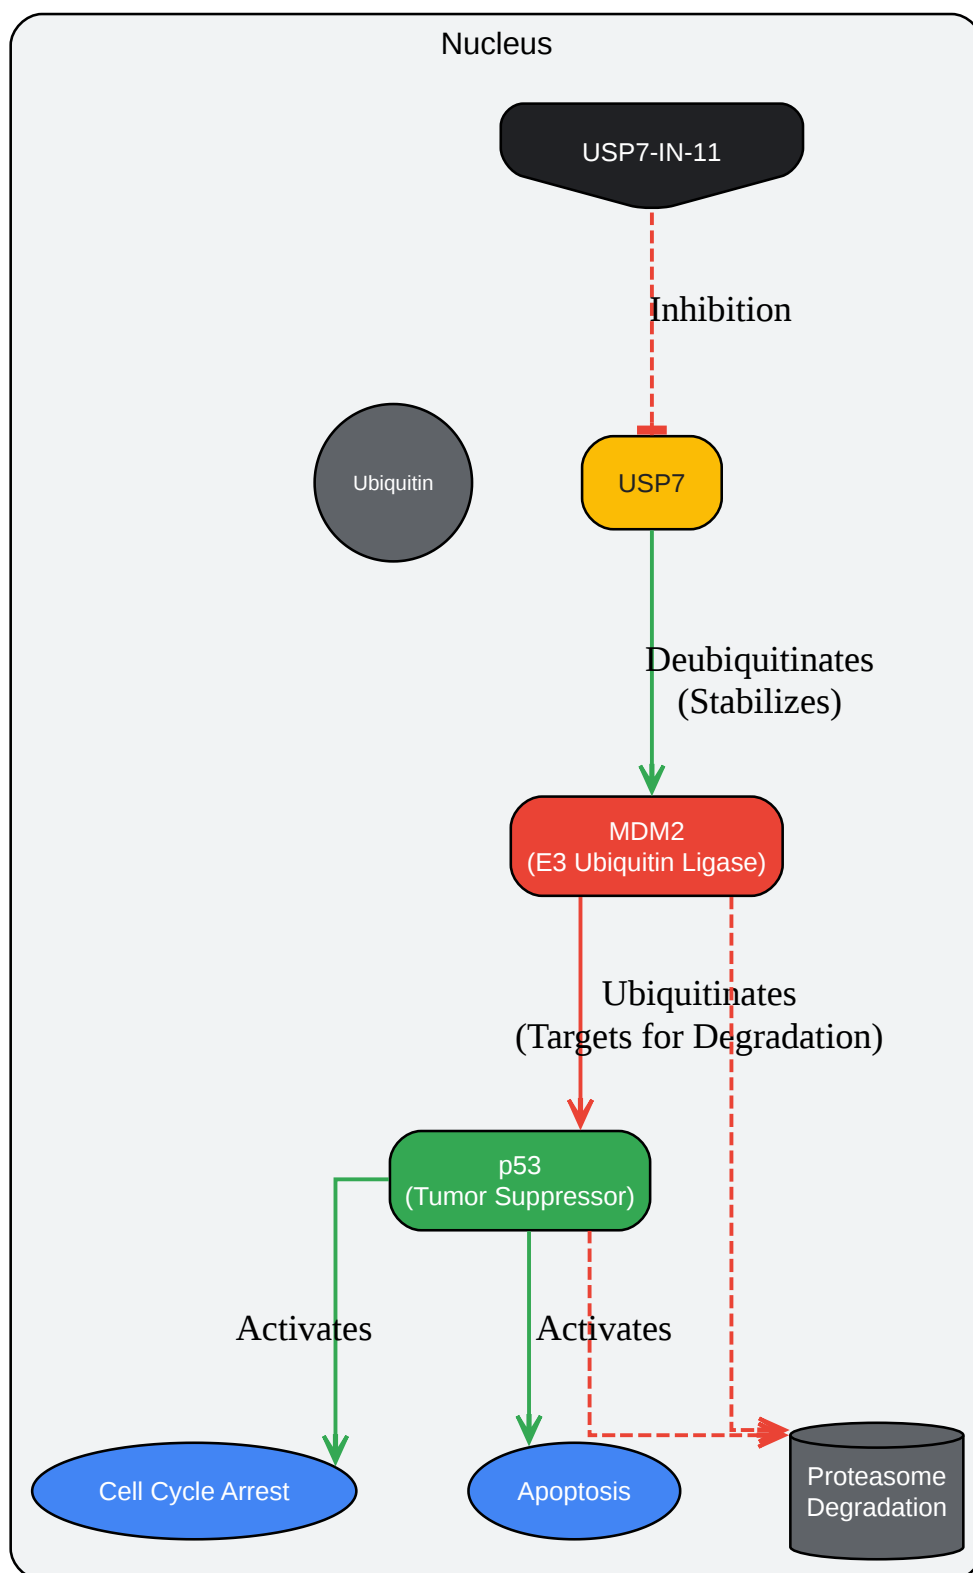 Nucleus
USP7-IN-11
Inhibition
Ubiquitin
USP7
Deubiquitinates
(Stabilizes)
MDM2
(E3 Ubiquitin Ligase)
Ubiquitinates
(Targets for Degradation)
p53
(Tumor Suppressor)
Activates
Activates
Cell Cycle Arrest
Apoptosis
Proteasome
Degradation